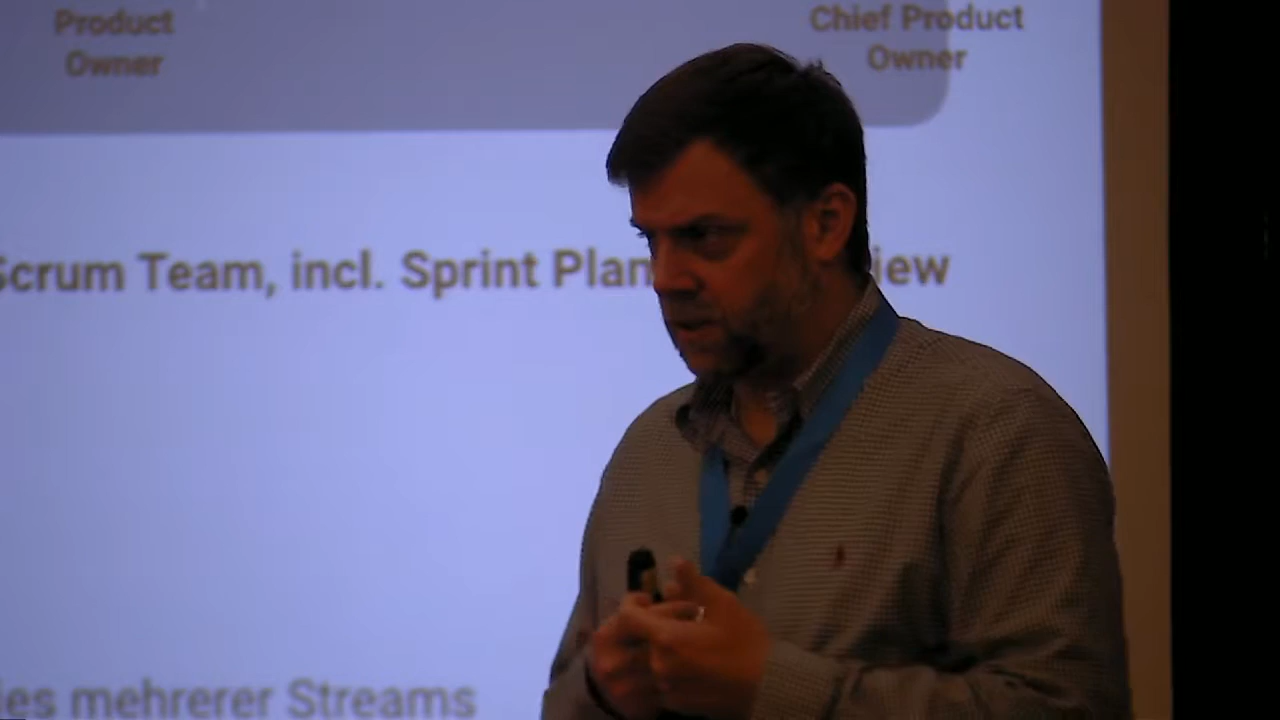 Product
Owner
Chief Product
Owner
Scrum Team, incl. Sprint Plan iew
ies mehrerer Streams